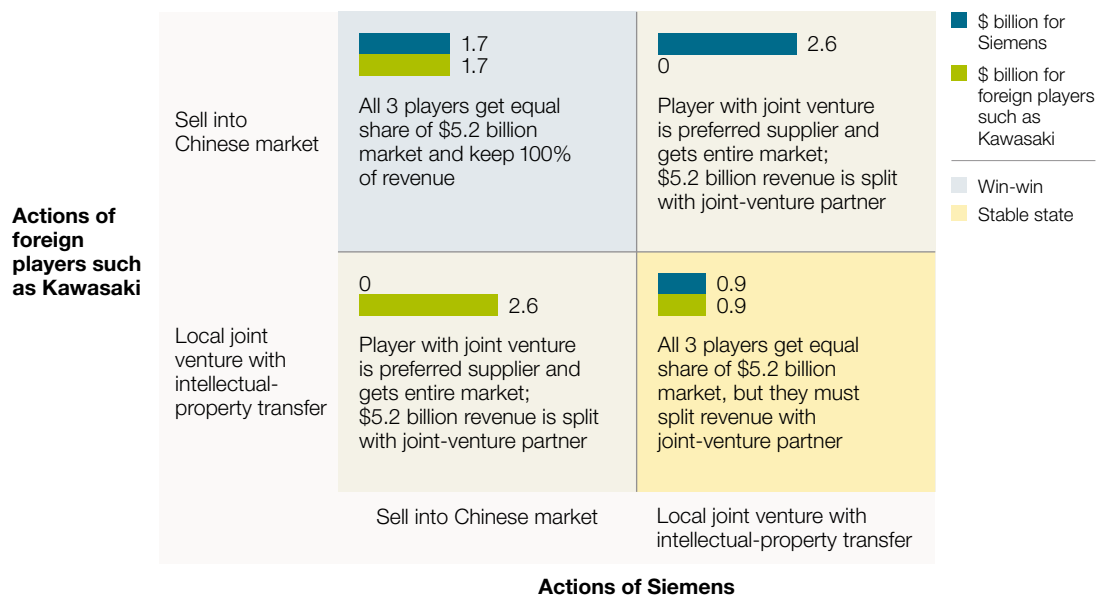 Actions of
foreign
players such
as Kawasaki
Sell into
Chinese market
1.7
1.7
All 3 players get equal
share of $5.2 billion
market and keep 100%
of revenue
2.6
0
Player with joint venture
is preferred supplier and
gets entire market;
$5.2 billion revenue is split
with joint-venture partner
Local joint
venture with
intellectual-
property transfer
0
2.6
Player with joint venture
is preferred supplier and
gets entire market;
$5.2 billion revenue is split
with joint-venture partner
0.9
0.9
All 3 players get equal
share of $5.2 billion
market, but they must
split revenue with
joint-venture partner
Sell into Chinese market
Local joint venture with
intellectual-property transfer
Actions of Siemens
$ billion for
Siemens
$ billion for
foreign players
such as
Kawasaki
Win-win
Stable state